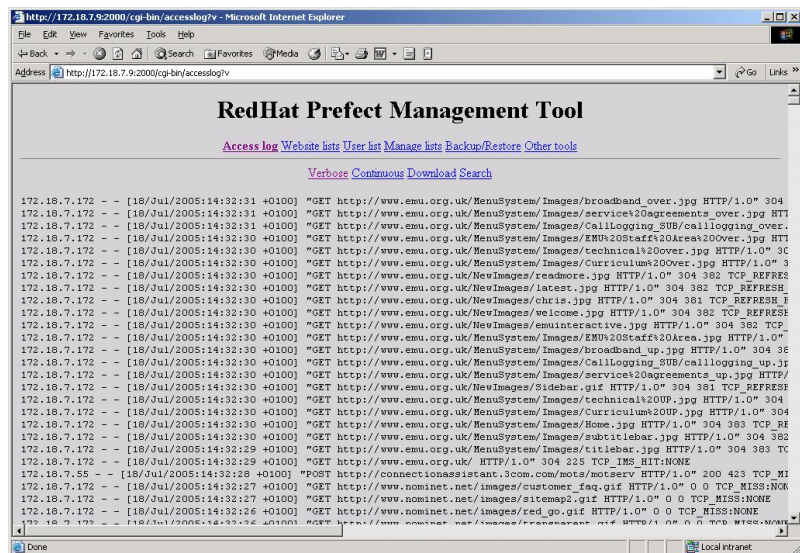 http://172.18.7.9:2000/cgi-bin/accesslog?v - Microsoft Internet Explorer
File Edit View Favorites Tools Help
Back Search Favorites Media
Address http://172.18.7.9:2000/cgi-bin/accesslog?v Go Links »
RedHat Prefect Management Tool
Access log Website lists User list Manage lists Backup/Restore Other tools
Verbose Continuous Download Search
172.18.7.172 - - [18/Jul/2005:14:32:31 +0100] "GET http://www.emu.org.uk/MenuSystem/Images/broadband_over.jpg HTTP/1.0" 304
172.18.7.172 - - [18/Jul/2005:14:32:31 +0100] "GET http://www.emu.org.uk/MenuSystem/Images/service%20agreements_over.jpg HTT
172.18.7.172 - - [18/Jul/2005:14:32:31 +0100] "GET http://www.emu.org.uk/MenuSystem/Images/CallLogging_SUB/calllogging_over.
172.18.7.172 - - [18/Jul/2005:14:32:30 +0100] "GET http://www.emu.org.uk/MenuSystem/Images/EMU%20Staff%20Area%20Over.jpg HTT
172.18.7.172 - - [18/Jul/2005:14:32:30 +0100] "GET http://www.emu.org.uk/MenuSystem/Images/technical%20over.jpg HTTP/1.0" 30
172.18.7.172 - - [18/Jul/2005:14:32:30 +0100] "GET http://www.emu.org.uk/MenuSystem/Images/Curriculum%20Over.jpg HTTP/1.0" 3
172.18.7.172 - - [18/Jul/2005:14:32:30 +0100] "GET http://www.emu.org.uk/NewImages/readmore.jpg HTTP/1.0" 304 382 TCP_REFRES
172.18.7.172 - - [18/Jul/2005:14:32:30 +0100] "GET http://www.emu.org.uk/NewImages/latest.jpg HTTP/1.0" 304 382 TCP_REFRESH
172.18.7.172 - - [18/Jul/2005:14:32:30 +0100] "GET http://www.emu.org.uk/NewImages/chris.jpg HTTP/1.0" 304 381 TCP_REFRESH_H
172.18.7.172 - - [18/Jul/2005:14:32:30 +0100] "GET http://www.emu.org.uk/NewImages/welcome.jpg HTTP/1.0" 304 382 TCP_REFRESH
172.18.7.172 - - [18/Jul/2005:14:32:30 +0100] "GET http://www.emu.org.uk/NewImages/emuinteractive.jpg HTTP/1.0" 304 382 TCP_
172.18.7.172 - - [18/Jul/2005:14:32:30 +0100] "GET http://www.emu.org.uk/MenuSystem/Images/EMU%20Staff%20Area.jpg HTTP/1.0"
172.18.7.172 - - [18/Jul/2005:14:32:30 +0100] "GET http://www.emu.org.uk/MenuSystem/Images/broadband_up.jpg HTTP/1.0" 304 38
172.18.7.172 - - [18/Jul/2005:14:32:30 +0100] "GET http://www.emu.org.uk/MenuSystem/Images/CallLogging_SUB/calllogging_up.jp
172.18.7.172 - - [18/Jul/2005:14:32:30 +0100] "GET http://www.emu.org.uk/MenuSystem/Images/service%20agreements_up.jpg HTTP/
172.18.7.172 - - [18/Jul/2005:14:32:30 +0100] "GET http://www.emu.org.uk/NewImages/Sidebar.gif HTTP/1.0" 304 381 TCP_REFRESH
172.18.7.172 - - [18/Jul/2005:14:32:30 +0100] "GET http://www.emu.org.uk/MenuSystem/Images/technical%20UP.jpg HTTP/1.0" 304
172.18.7.172 - - [18/Jul/2005:14:32:30 +0100] "GET http://www.emu.org.uk/MenuSystem/Images/Curriculum%20UP.jpg HTTP/1.0" 304
172.18.7.172 - - [18/Jul/2005:14:32:30 +0100] "GET http://www.emu.org.uk/MenuSystem/Images/Home.jpg HTTP/1.0" 304 383 TCP_RE
172.18.7.172 - - [18/Jul/2005:14:32:30 +0100] "GET http://www.emu.org.uk/MenuSystem/Images/subtitlebar.jpg HTTP/1.0" 304 382
172.18.7.172 - - [18/Jul/2005:14:32:29 +0100] "GET http://www.emu.org.uk/MenuSystem/Images/titlebar.jpg HTTP/1.0" 304 383 TC
172.18.7.172 - - [18/Jul/2005:14:32:29 +0100] "GET http://www.emu.org.uk/ HTTP/1.0" 304 225 TCP_IMS_HIT:NONE
172.18.7.55 - - [18/Jul/2005:14:32:28 +0100] "POST http://connectionassistant.3com.com/mots/motserv HTTP/1.0" 200 423 TCP_MI
172.18.7.172 - - [18/Jul/2005:14:32:27 +0100] "GET http://www.nominet.net/images/customer_faq.gif HTTP/1.0" 0 0 TCP_MISS:NON
172.18.7.172 - - [18/Jul/2005:14:32:27 +0100] "GET http://www.nominet.net/images/sitemap2.gif HTTP/1.0" 0 0 TCP_MISS:NONE
172.18.7.172 - - [18/Jul/2005:14:32:26 +0100] "GET http://www.nominet.net/images/red_go.gif HTTP/1.0" 0 0 TCP_MISS:NONE
172.18.7.172 - - [18/Jul/2005:14:32:26 +0100] "GET http://www.nominet.net/images/transparent.gif HTTP/1.0" 0 0 TCP_MISS:NONE
Done Local intranet